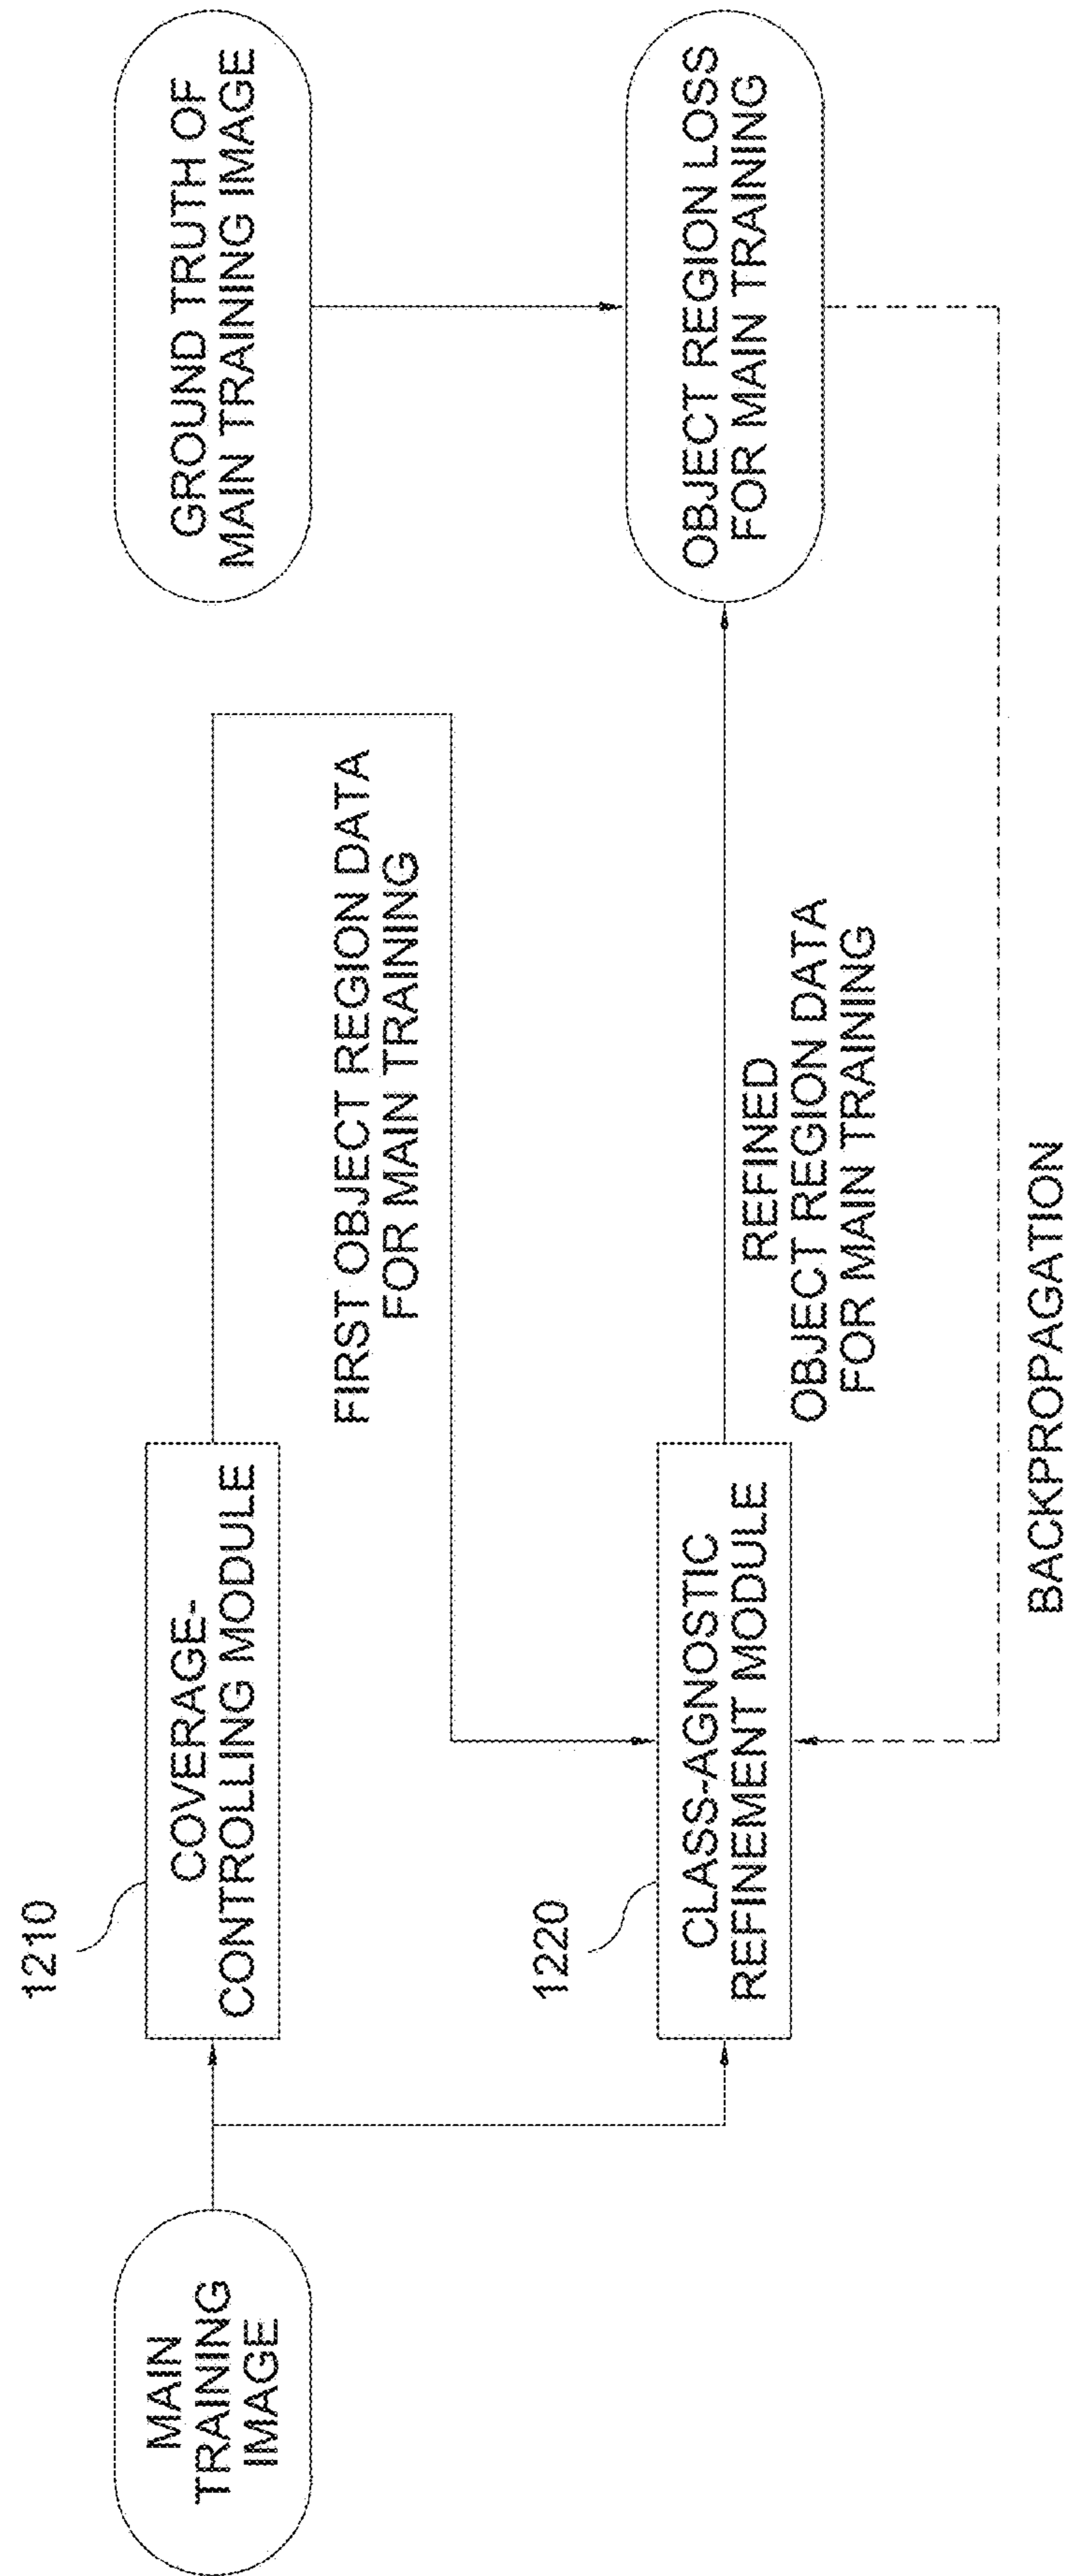 MAIN
TRAINING
IMAGE
1210
COVERAGE-
CONTROLLING MODULE
FIRST OBJECT REGION DATA
FOR MAIN TRAINING
GROUND TRUTH OF
MAIN TRAINING IMAGE
1220
CLASS-AGNOSTIC
REFINEMENT MODULE
REFINED
OBJECT REGION DATA
FOR MAIN TRAINING
OBJECT REGION LOSS
FOR MAIN TRAINING
BACKPROPAGATION